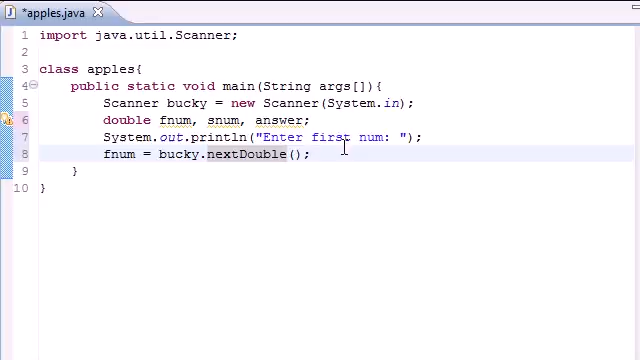 *apples.java
1 import java.util.Scanner;
2
3 class apples{
4 public static void main(String args[]){
5 Scanner bucky = new Scanner(System.in);
6 double fnum, snum, answer;
7 System.out.println("Enter first num: ");
8 fnum = bucky.nextDouble();
9 }
10 }